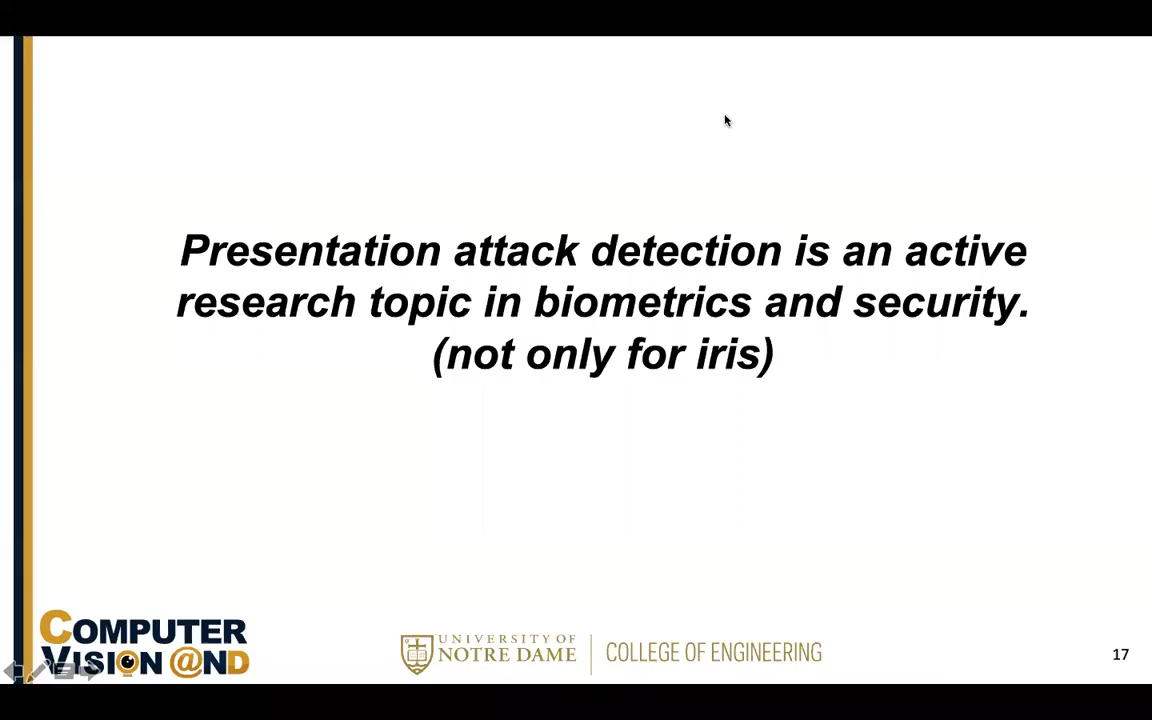 Presentation attack detection is an active
research topic in biometrics and security.
(not only for iris)
COMPUTER
VISION @ND
UNIVERSITY OF
NOTRE DAME
COLLEGE OF ENGINEERING
17